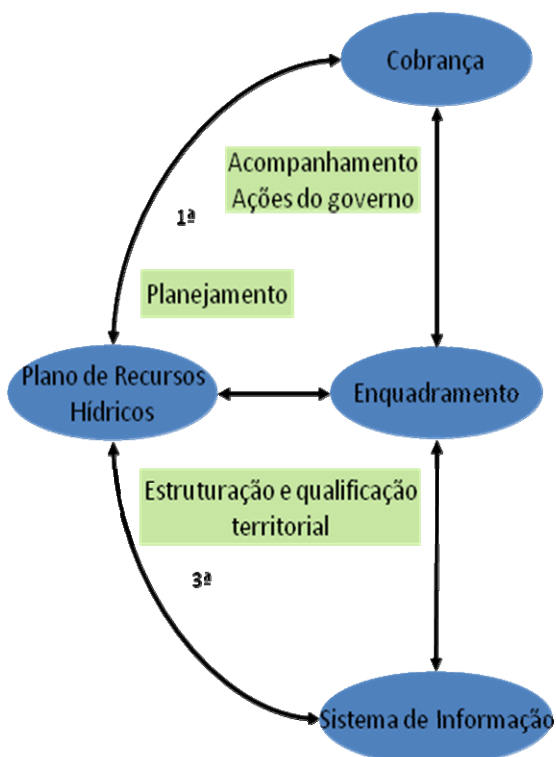 Cobrança
Acompanhamento
Ações do governo
1ª
Planejamento
Plano de Recursos
Hídricos
Enquadramento
Estruturação e qualificação
territorial
3ª
Sistema de Informação